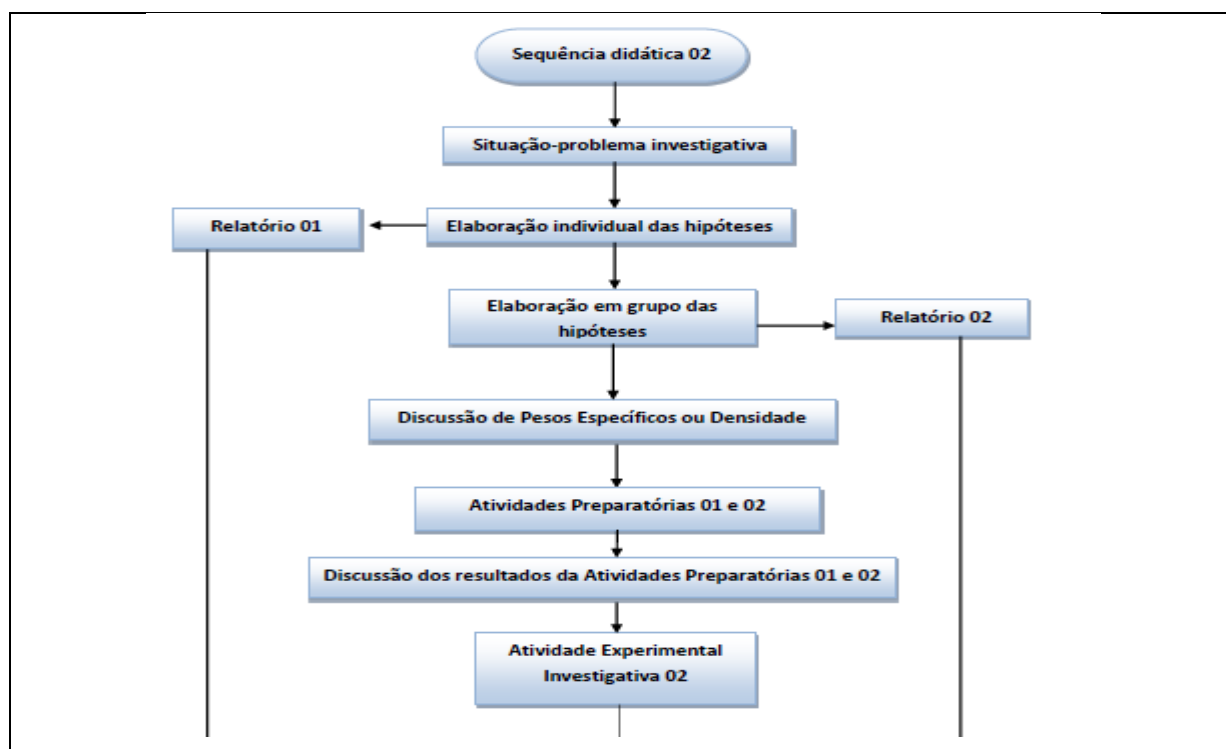 Sequência didática 02
Situação-problema investigativa
Relatório 01
Elaboração individual das hipóteses
Elaboração em grupo das
hipóteses
Relatório 02
Discussão de Pesos Específicos ou Densidade
Atividades Preparatórias 01 e 02
Discussão dos resultados da Atividades Preparatórias 01 e 02
Atividade Experimental
Investigativa 02